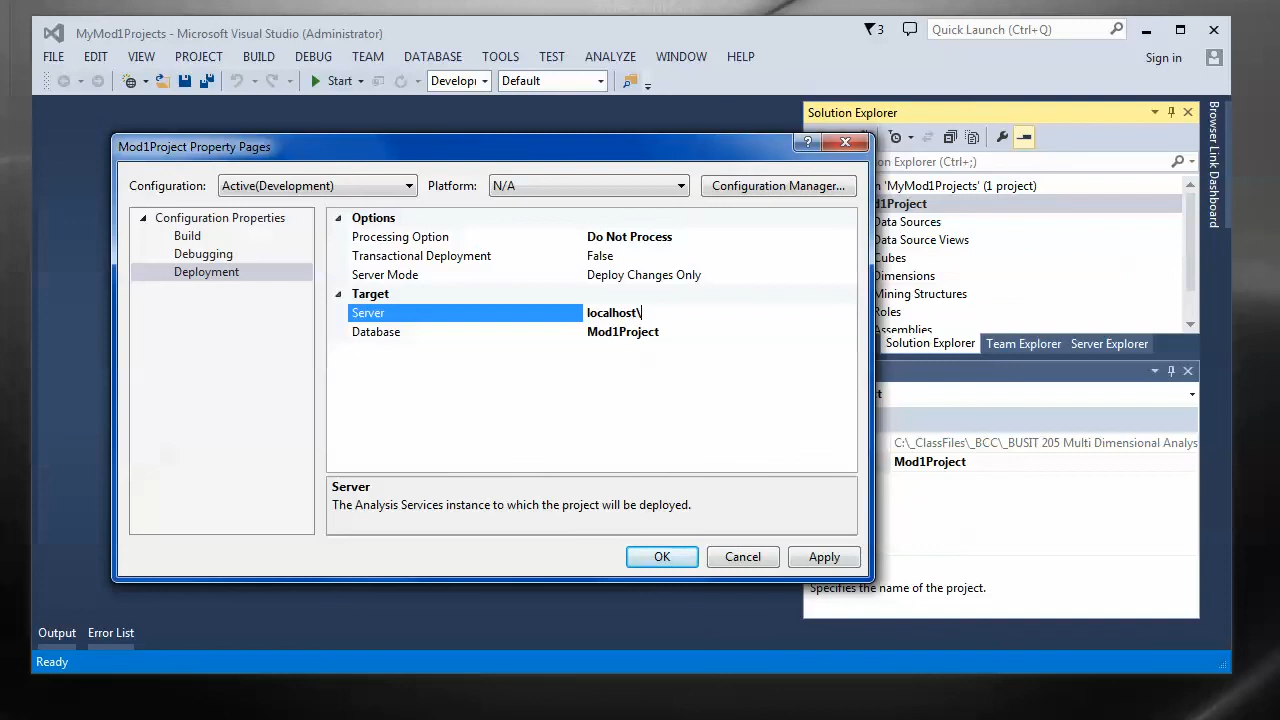 MyMod1Projects - Microsoft Visual Studio (Administrator)
3
Quick Launch (Ctrl+Q)
FILE EDIT VIEW PROJECT BUILD DEBUG TEAM DATABASE TOOLS TEST ANALYZE WINDOW HELP
Sign in
Start Develop Default
Solution Explorer
Browser Link Dashboard
Mod1Project Property Pages
? x
Configuration: Active(Development) Platform: N/A Configuration Manager...
Configuration Properties
Build
Debugging
Deployment
Options
Processing Option Do Not Process
Transactional Deployment False
Server Mode Deploy Changes Only
Target
Server localhost\
Database Mod1Project
Server
The Analysis Services instance to which the project will be deployed.
OK Cancel Apply
on Explorer (Ctrl+;)
n 'MyMod1Projects' (1 project)
d1Project
Data Sources
Data Source Views
Cubes
Dimensions
Mining Structures
Roles
Assemblies
Solution Explorer Team Explorer Server Explorer
ct
C:\_ClassFiles\_BCC\_BUSIT 205 Multi Dimensional Analys
Mod1Project
Specifies the name of the project.
Output Error List
Ready